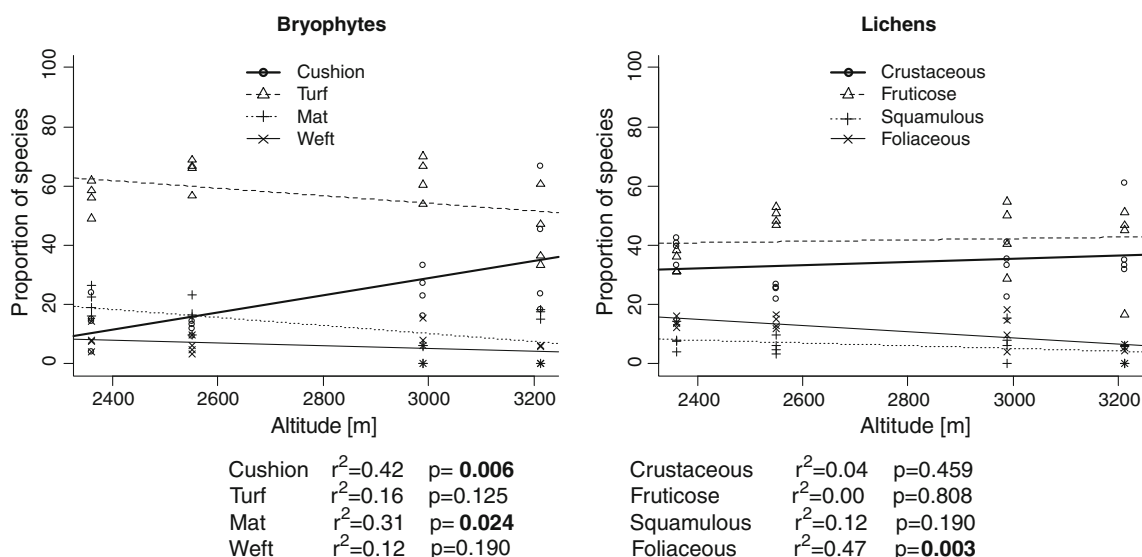 Bryophytes
Cushion
Turf
Mat
Weft
Proportion of species
0 20 40 60 80 100
2400 2600 2800 3000 3200
Altitude [m]
Cushion r²=0.42 p= 0.006
Turf r²=0.16 p=0.125
Mat r²=0.31 p= 0.024
Weft r²=0.12 p=0.190
Lichens
Crustaceous
Fruticose
Squamulous
Foliaceous
Proportion of species
0 20 40 60 80 100
2400 2600 2800 3000 3200
Altitude [m]
Crustaceous r²=0.04 p=0.459
Fruticose r²=0.00 p=0.808
Squamulous r²=0.12 p=0.190
Foliaceous r²=0.47 p=0.003